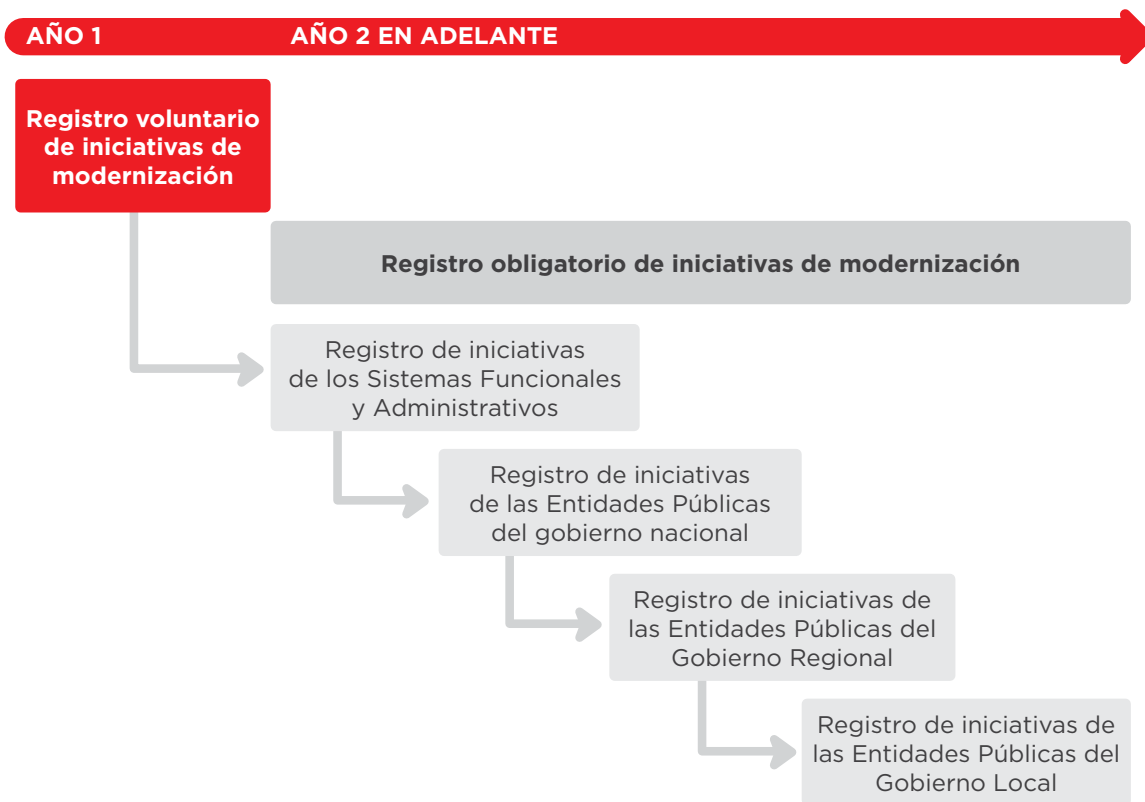 AÑO 1
AÑO 2 EN ADELANTE
Registro voluntario
de iniciativas de
modernización
Registro obligatorio de iniciativas de modernización
Registro de iniciativas
de los Sistemas Funcionales
y Administrativos
Registro de iniciativas
de las Entidades Públicas
del gobierno nacional
Registro de iniciativas de
las Entidades Públicas del
Gobierno Regional
Registro de iniciativas de
las Entidades Públicas del
Gobierno Local